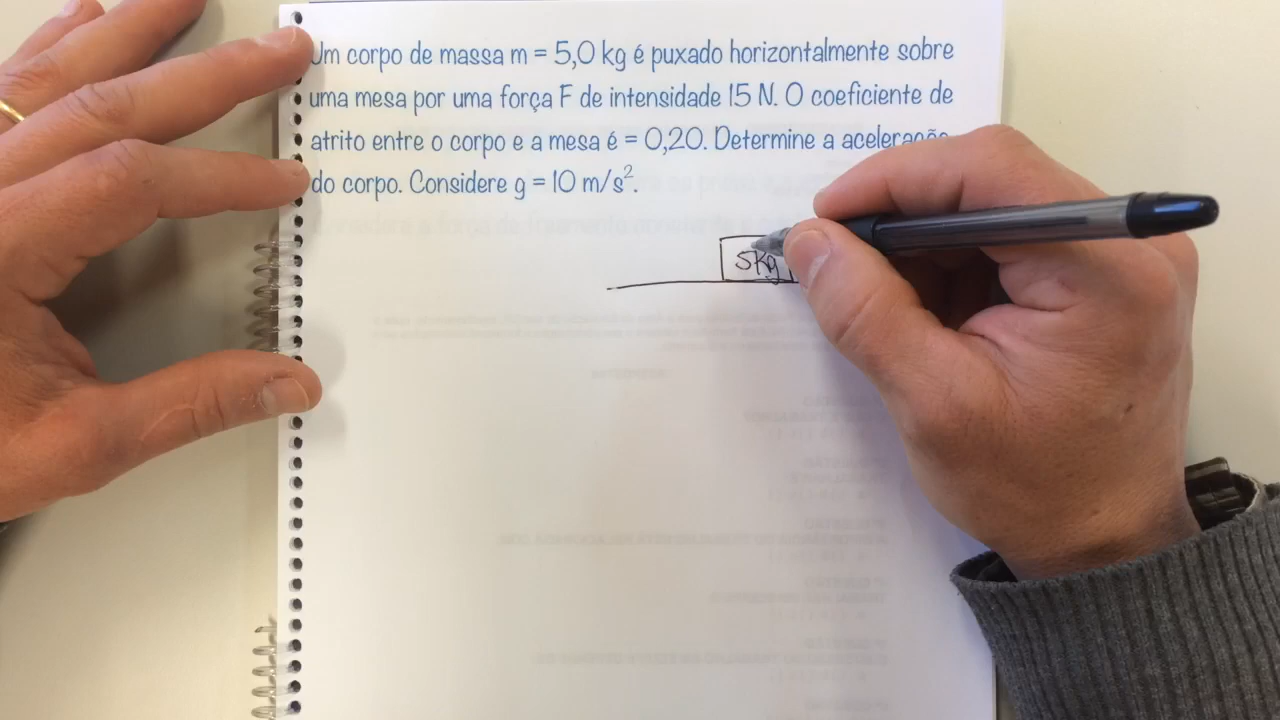 Um corpo de massa m = 5,0 kg é puxado horizontalmente sobre
uma mesa por uma força F de intensidade 15 N. O coeficiente de
atrito entre o corpo e a mesa é = 0,20. Determine a aceleração
do corpo. Considere g = 10 m/s².
5kg